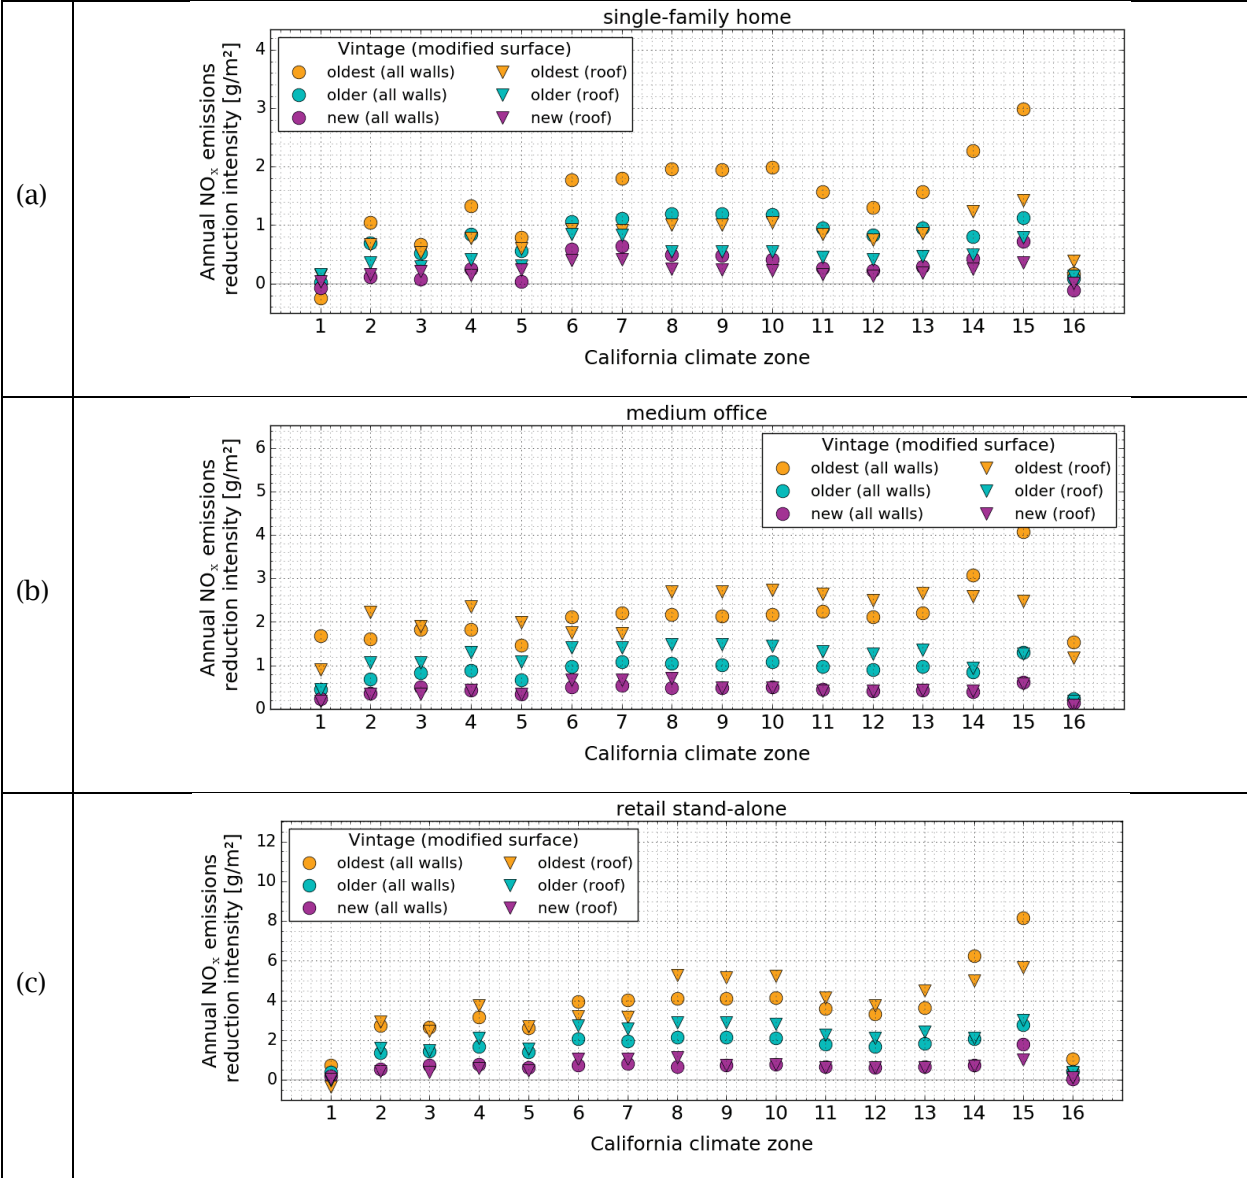 (a)
single-family home
Annual NOx emissions
reduction intensity [g/m²]
4
3
2
1
0
Vintage (modified surface)
oldest (all walls) oldest (roof)
older (all walls) older (roof)
new (all walls) new (roof)
1 2 3 4 5 6 7 8 9 10 11 12 13 14 15 16
California climate zone
(b)
medium office
Annual NOx emissions
reduction intensity [g/m²]
6
5
4
3
2
1
0
Vintage (modified surface)
oldest (all walls) oldest (roof)
older (all walls) older (roof)
new (all walls) new (roof)
1 2 3 4 5 6 7 8 9 10 11 12 13 14 15 16
California climate zone
(c)
retail stand-alone
Annual NOx emissions
reduction intensity [g/m²]
12
10
8
6
4
2
0
Vintage (modified surface)
oldest (all walls) oldest (roof)
older (all walls) older (roof)
new (all walls) new (roof)
1 2 3 4 5 6 7 8 9 10 11 12 13 14 15 16
California climate zone